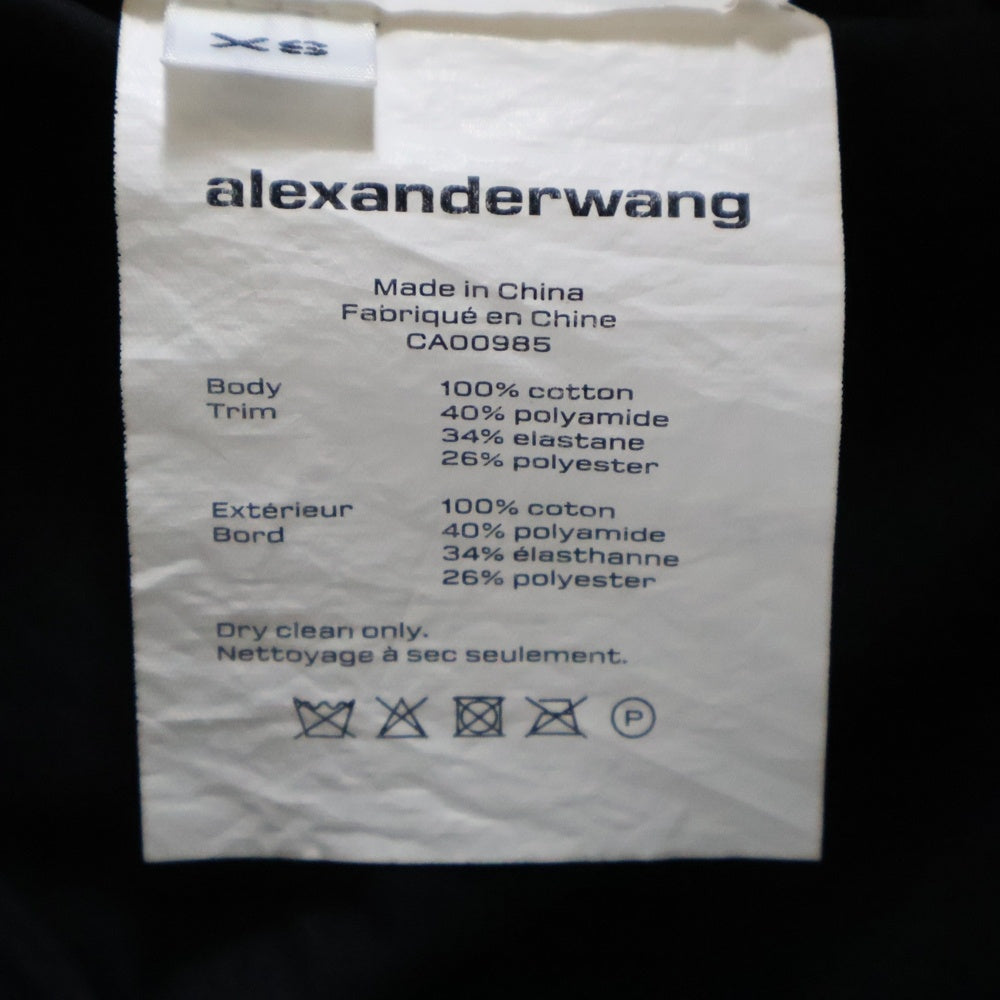 XS
alexanderwang
Made in China
Fabriqué en Chine
CA00985
Body 100% cotton
Trim 40% polyamide
34% elastane
26% polyester
Extérieur 100% coton
Bord 40% polyamide
34% élasthanne
26% polyester
Dry clean only.
Nettoyage à sec seulement.
P